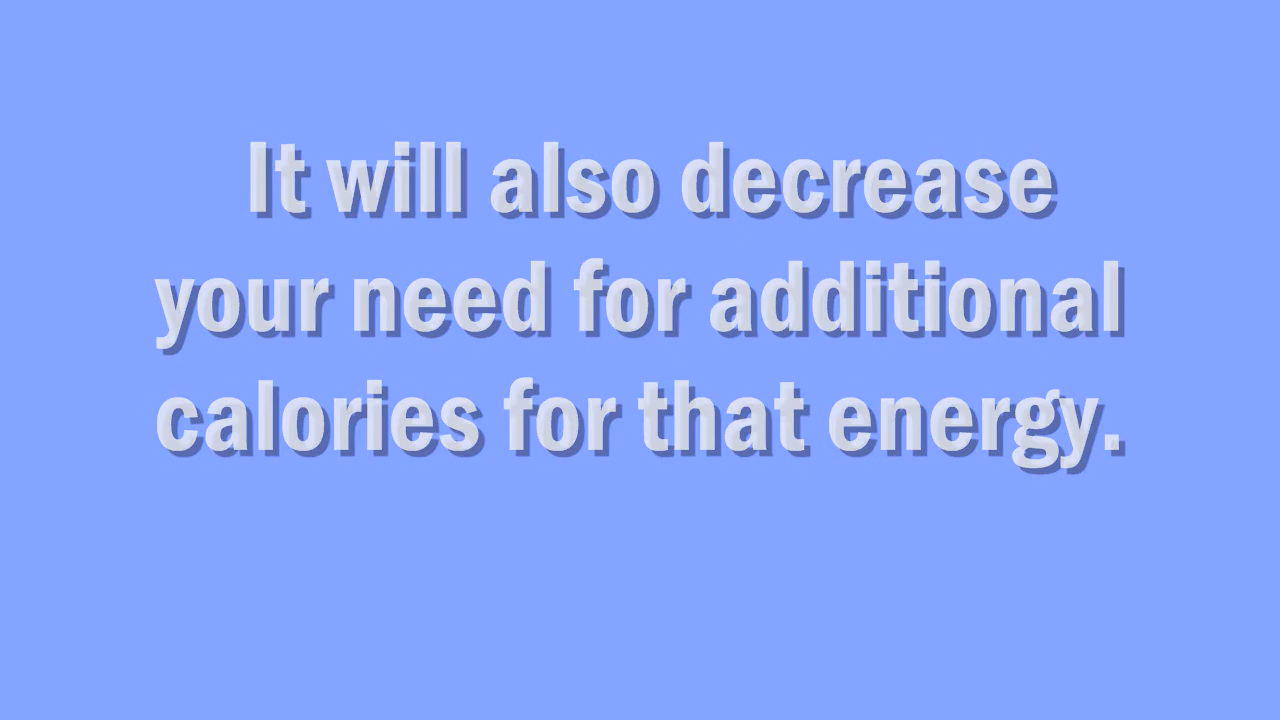 It will also decrease
your need for additional
calories for that energy.